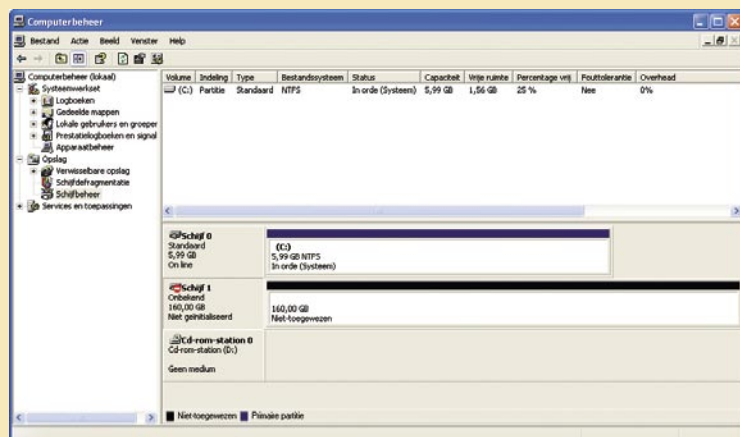 Computerbeheer
Bestand Actie Beeld Venster Help
Computerbeheer (lokaal)
Systeemwerkset
Logboeken
Gedeelde mappen
Lokale gebruikers en groeper
Prestatielogboeken en signal
Apparaatbeheer
Opslag
Verwisselbare opslag
Schijfdefragmentatie
Schijfbeheer
Services en toepassingen
Volume Indeling Type Bestandssysteem Status Capaciteit Vrije ruimte Percentage vrij Fouttolerantie Overhead
(C:) Partitie Standaard NTFS In orde (Systeem) 5,99 GB 1,56 GB 25 % Nee 0%
Schijf 0
Standaard
5,99 GB
On line
(C:)
5,99 GB NTFS
In orde (Systeem)
Schijf 1
Onbekend
160,00 GB
Niet geïnitialiseerd
160,00 GB
Niet-toegewezen
Cd-rom-station 0
Cd-rom-station (D:)
Geen medium
Niet-toegewezen Primaire partitie